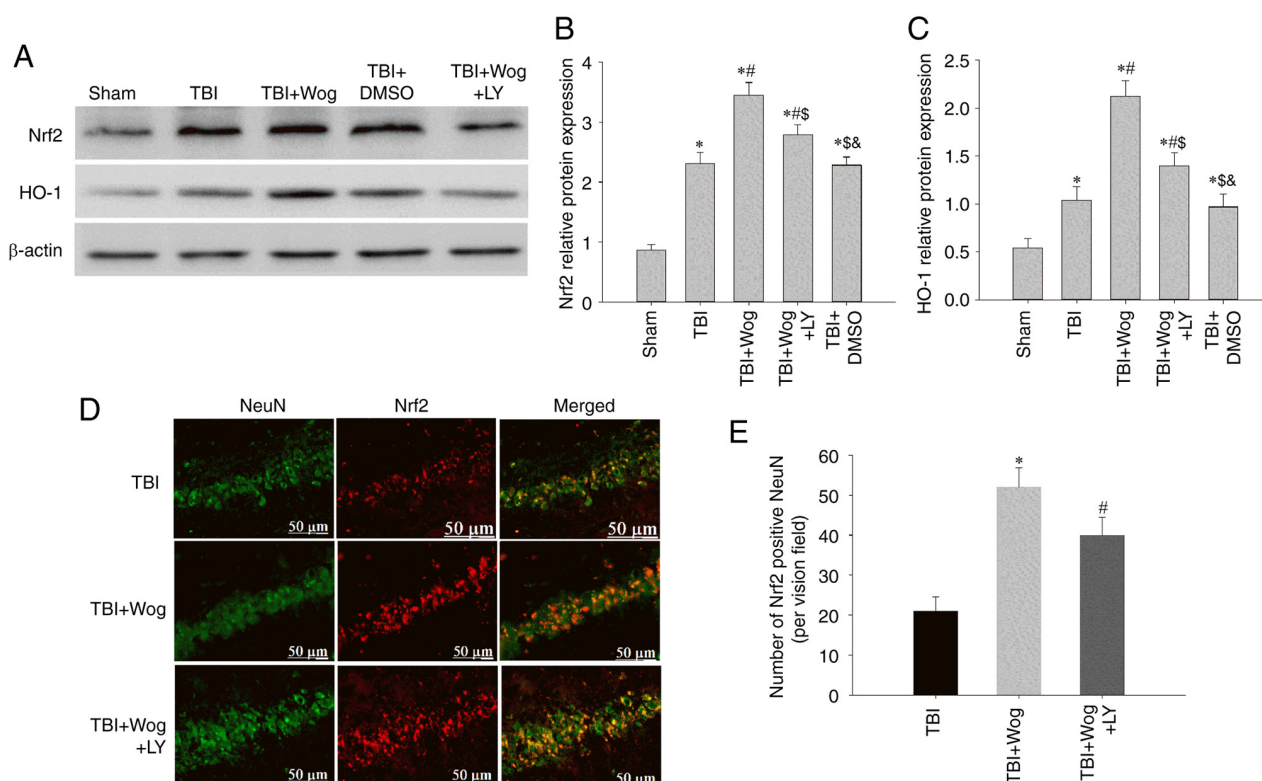 A
Sham
TBI
TBI+Wog
TBI+
DMSO
TBI+Wog
+LY
Nrf2
HO-1
β-actin
B
Nrf2 relative protein expression
4
3
2
1
0
*
*#
*#$
*$&
Sham
TBI
TBI+Wog
TBI+Wog
+LY
TBI+
DMSO
C
HO-1 relative protein expression
2.5
2.0
1.5
1.0
0.5
0.0
*
*#
*#$
*$&
Sham
TBI
TBI+Wog
TBI+Wog
+LY
TBI+
DMSO
D
NeuN
Nrf2
Merged
TBI
50 µm
50 µm
50 µm
TBI+Wog
50 µm
50 µm
50 µm
TBI+Wog
+LY
50 µm
50 µm
50 µm
E
Number of Nrf2 positive NeuN
(per vision field)
60
50
40
30
20
10
0
*
#
TBI
TBI+Wog
TBI+Wog
+LY